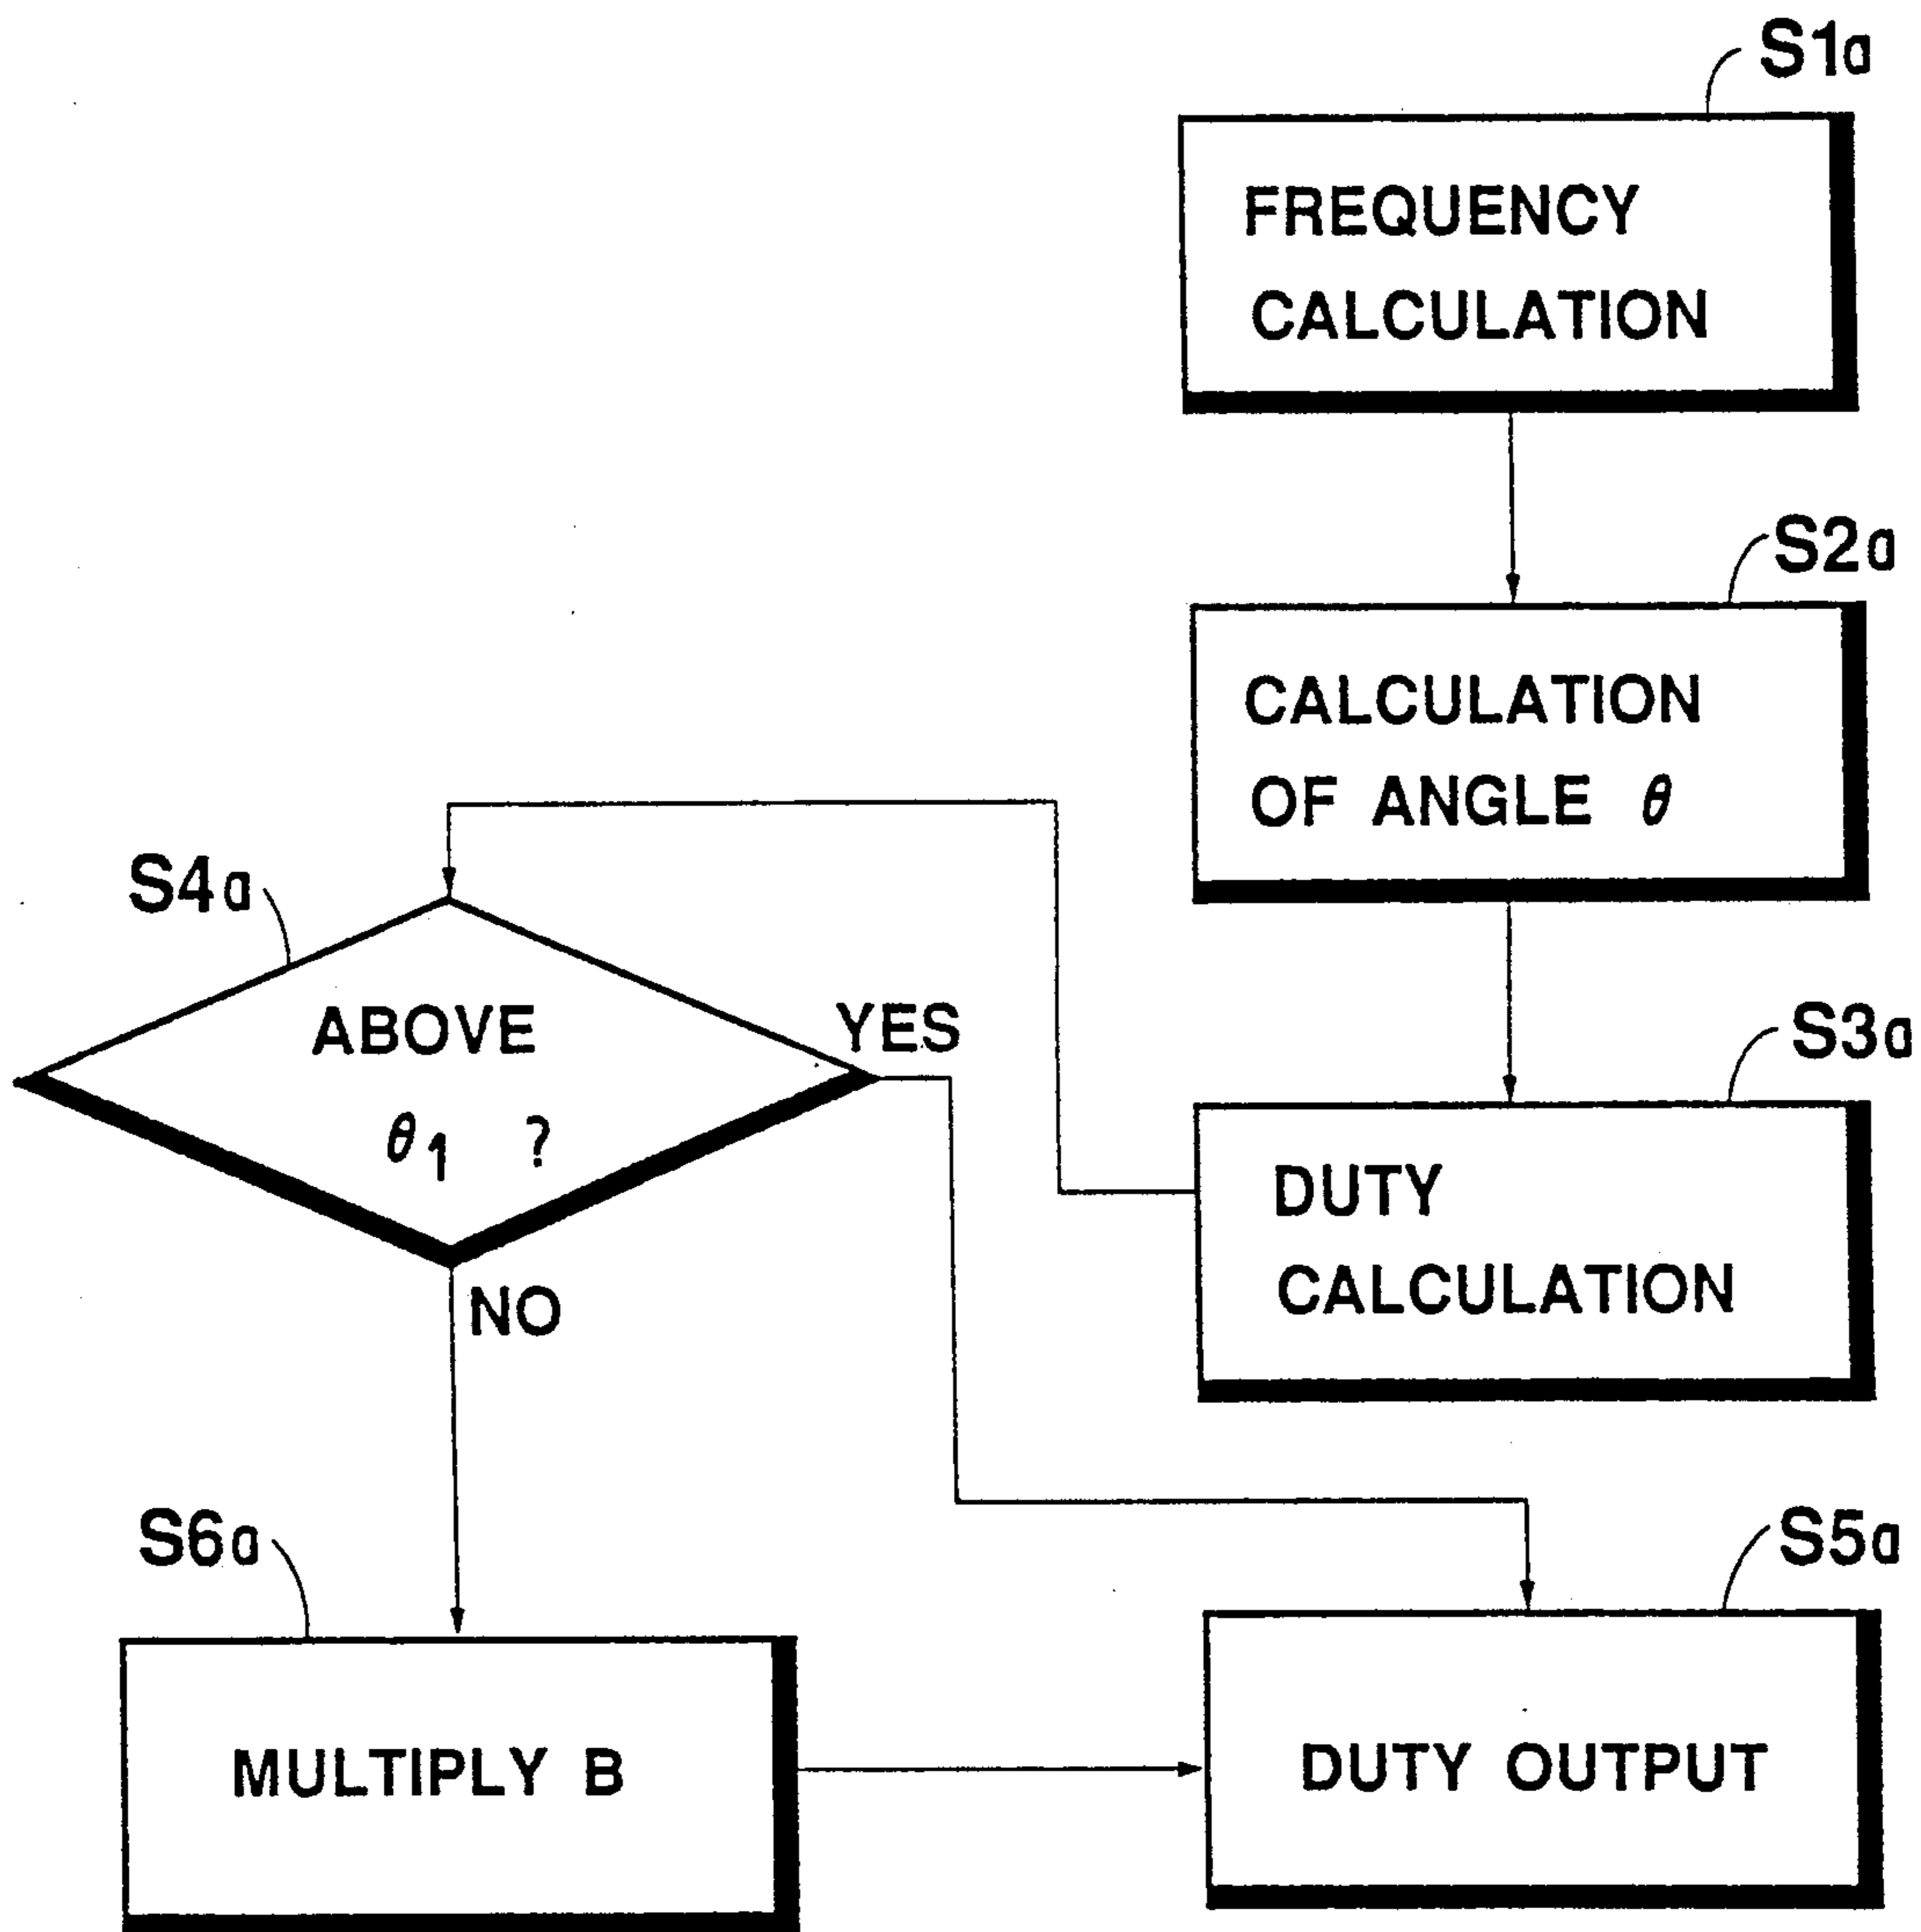 S1a
FREQUENCY
CALCULATION
S2a
CALCULATION
OF ANGLE θ
S3a
DUTY
CALCULATION
S4a
ABOVE
θ1 ?
YES
NO
S5a
DUTY OUTPUT
S6a
MULTIPLY B